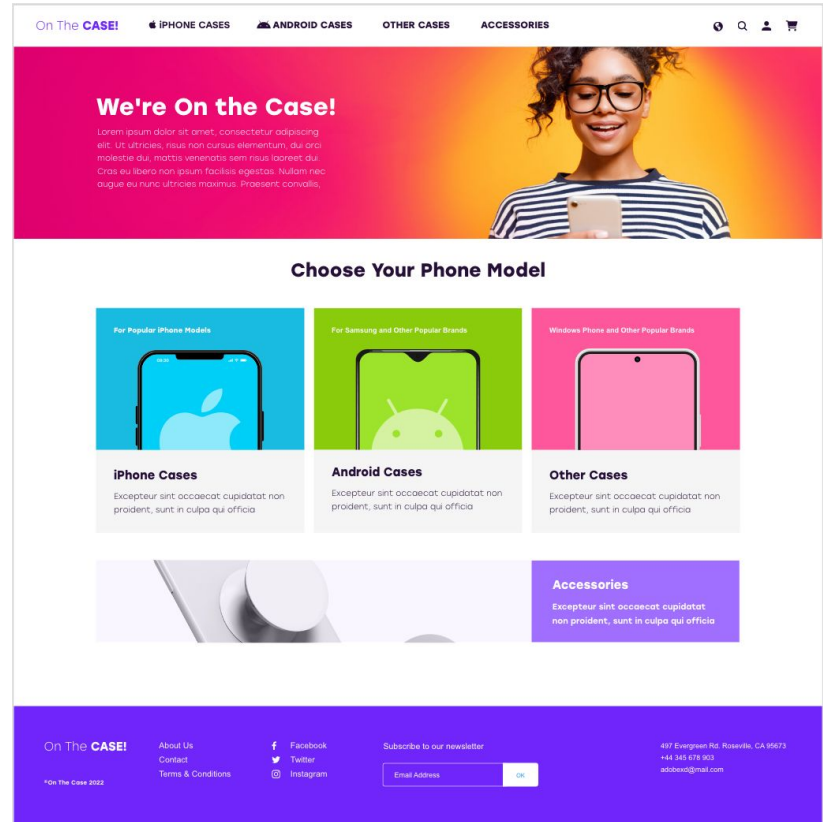 On The CASE!
iPHONE CASES
ANDROID CASES
OTHER CASES
ACCESSORIES
We're On the Case!
Lorem ipsum dolor sit amet, consectetur adipiscing
elit. Ut ultricies, risus non cursus elementum, dui orci
molestie dui, mattis venenatis sem risus laoreet dui.
Cras eu libero non ipsum facilisis egestas. Nullam nec
augue eu nunc ultricies maximus. Praesent convallis,
Choose Your Phone Model
For Popular iPhone Models
iPhone Cases
Excepteur sint occaecat cupidatat non
proident, sunt in culpa qui officia
For Samsung and Other Popular Brands
Android Cases
Excepteur sint occaecat cupidatat non
proident, sunt in culpa qui officia
Windows Phone and Other Popular Brands
Other Cases
Excepteur sint occaecat cupidatat non
proident, sunt in culpa qui officia
Accessories
Excepteur sint occaecat cupidatat
non proident, sunt in culpa qui officia
On The CASE!
©On The Case 2022
About Us
Contact
Terms & Conditions
Facebook
Twitter
Instagram
Subscribe to our newsletter
Email Address
OK
497 Evergreen Rd. Roseville, CA 95673
+44 345 678 903
adobexd@mail.com